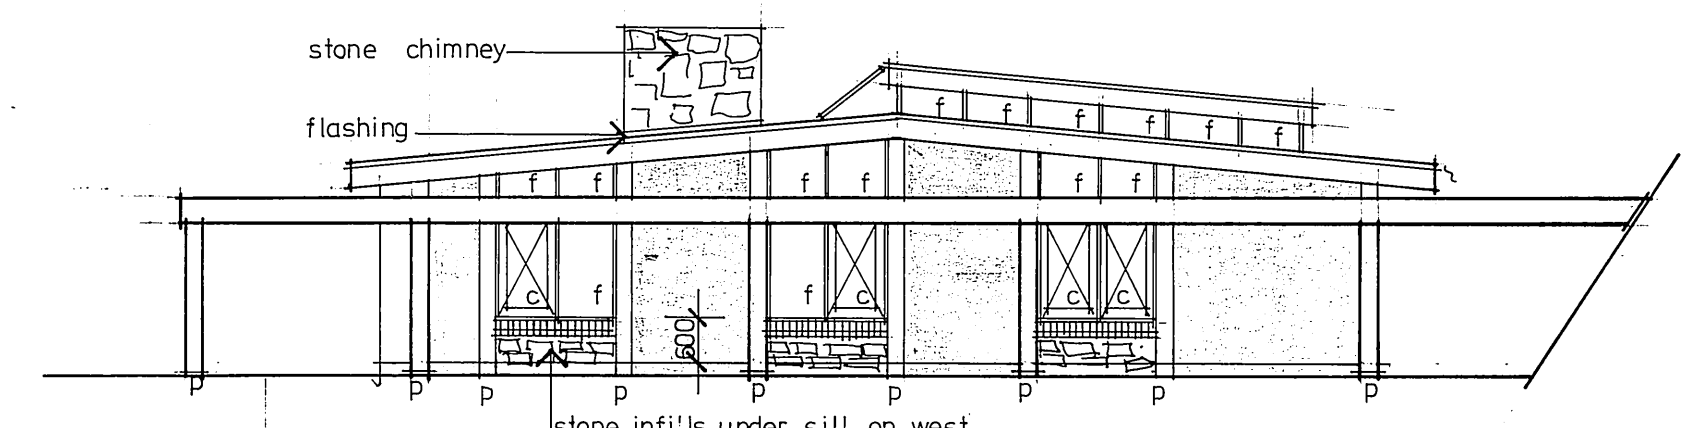 stone chimney
flashing
f f f f f f
f f f f f f
c f f c c c
600
p p p p p p p p p
stone infills under sill on west